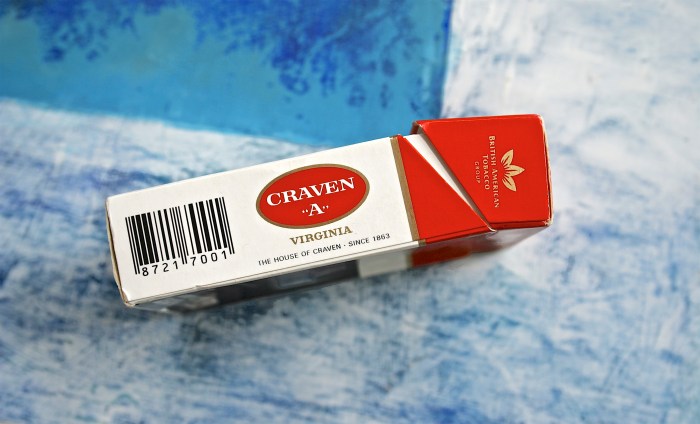 CRAVEN
"A"
VIRGINIA
THE HOUSE OF CRAVEN · SINCE 1863
8721 7001
BRITISH AMERICAN
TOBACCO
GROUP